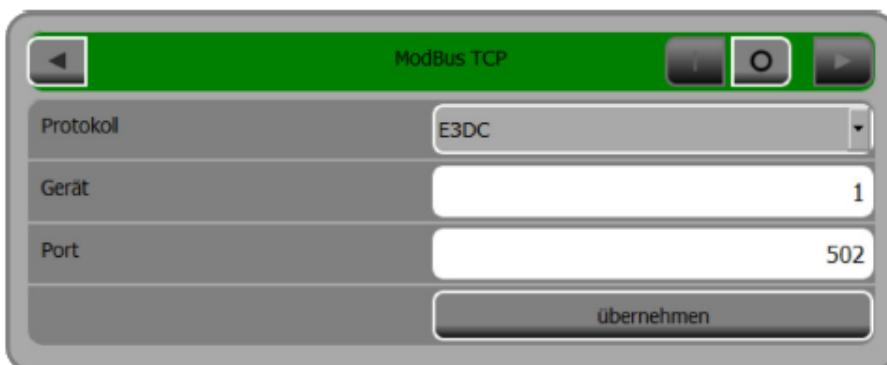 ModBus TCP
Protokoll E3DC
Gerät 1
Port 502
übernehmen